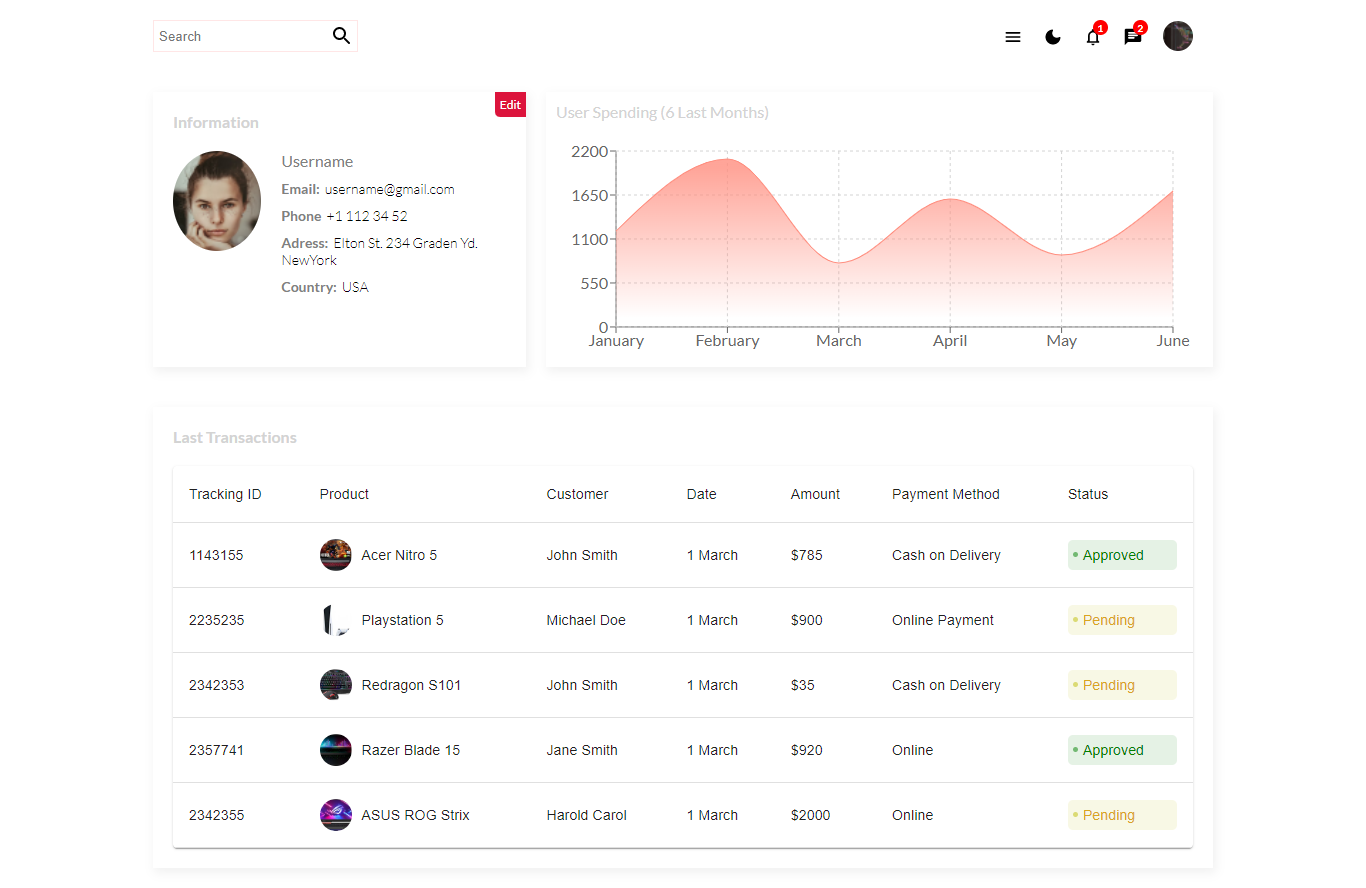 Search
1
2
Edit
Information
Username
Email: username@gmail.com
Phone +1 112 34 52
Adress: Elton St. 234 Graden Yd.
NewYork
Country: USA
User Spending (6 Last Months)
2200
1650
1100
550
0
January February March April May June
Last Transactions
Tracking ID Product Customer Date Amount Payment Method Status
1143155 Acer Nitro 5 John Smith 1 March $785 Cash on Delivery Approved
2235235 Playstation 5 Michael Doe 1 March $900 Online Payment Pending
2342353 Redragon S101 John Smith 1 March $35 Cash on Delivery Pending
2357741 Razer Blade 15 Jane Smith 1 March $920 Online Approved
2342355 ASUS ROG Strix Harold Carol 1 March $2000 Online Pending